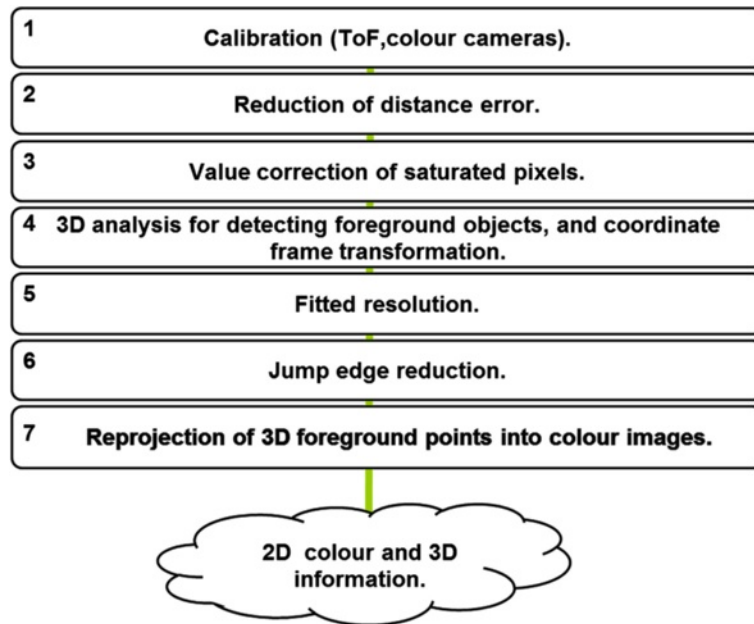 1
Calibration (ToF,colour cameras).
2
Reduction of distance error.
3
Value correction of saturated pixels.
4 3D analysis for detecting foreground objects, and coordinate
frame transformation.
5
Fitted resolution.
6
Jump edge reduction.
7 Reprojection of 3D foreground points into colour images.
2D colour and 3D
information.